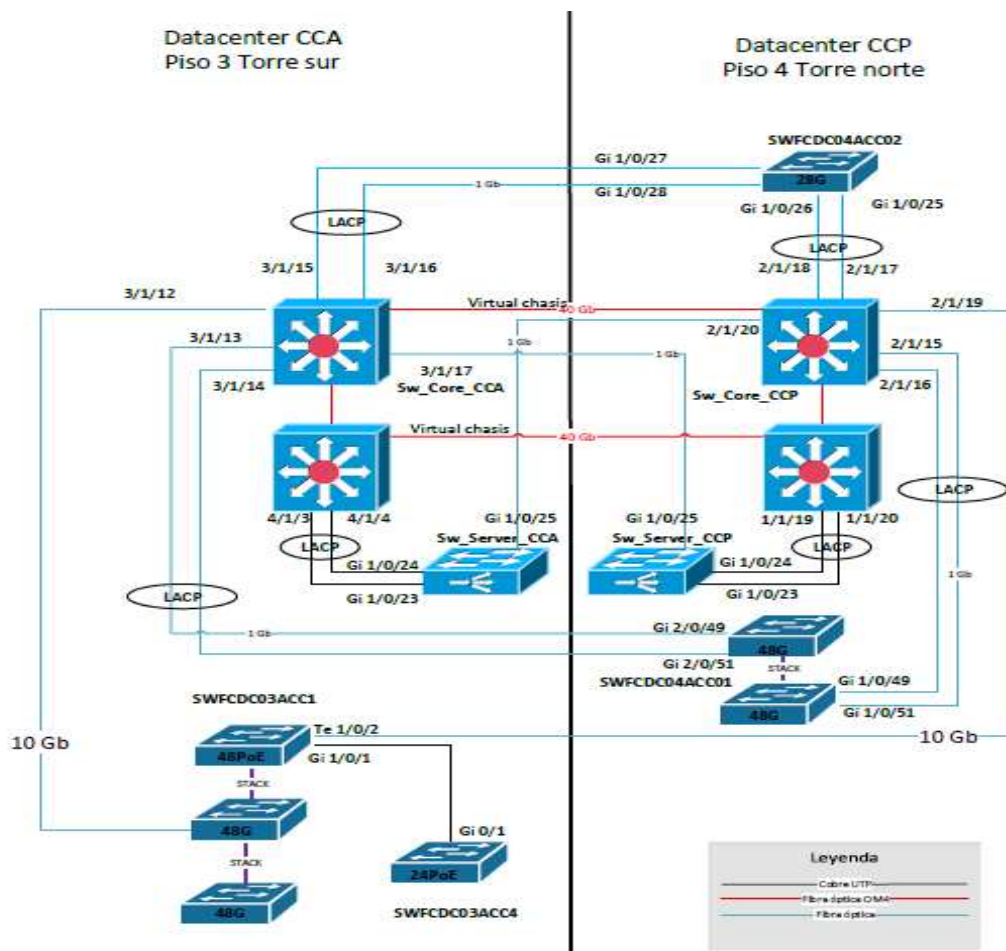 Datacenter CCA
Piso 3 Torre sur
Datacenter CCP
Piso 4 Torre norte
SWFCDC04ACC02
28G
Gi 1/0/27
1 Gb
Gi 1/0/28
Gi 1/0/26
Gi 1/0/25
LACP
LACP
3/1/15
3/1/16
2/1/18
2/1/17
3/1/12
Virtual chasis
40 Gb
2/1/19
3/1/13
2/1/20
1 Gb
1 Gb
2/1/15
3/1/14
3/1/17
2/1/16
Sw_Core_CCA
Sw_Core_CCP
Virtual chasis
40 Gb
LACP
4/1/3
4/1/4
Gi 1/0/25
Gi 1/0/25
1/1/19
1/1/20
Sw_Server_CCA
Sw_Server_CCP
LACP
LACP
Gi 1/0/24
Gi 1/0/24
Gi 1/0/23
Gi 1/0/23
1 Gb
LACP
1 Gb
Gi 2/0/49
48G
Gi 2/0/51
STACK
SWFCDC04ACC01
Gi 1/0/49
48G
Gi 1/0/51
SWFCDC03ACC1
Te 1/0/2
10 Gb
48PoE
Gi 1/0/1
10 Gb
STACK
48G
Gi 0/1
STACK
24PoE
48G
SWFCDC03ACC4
Leyenda
Cobre UTP
Fibra óptica OM4
Fibra óptica